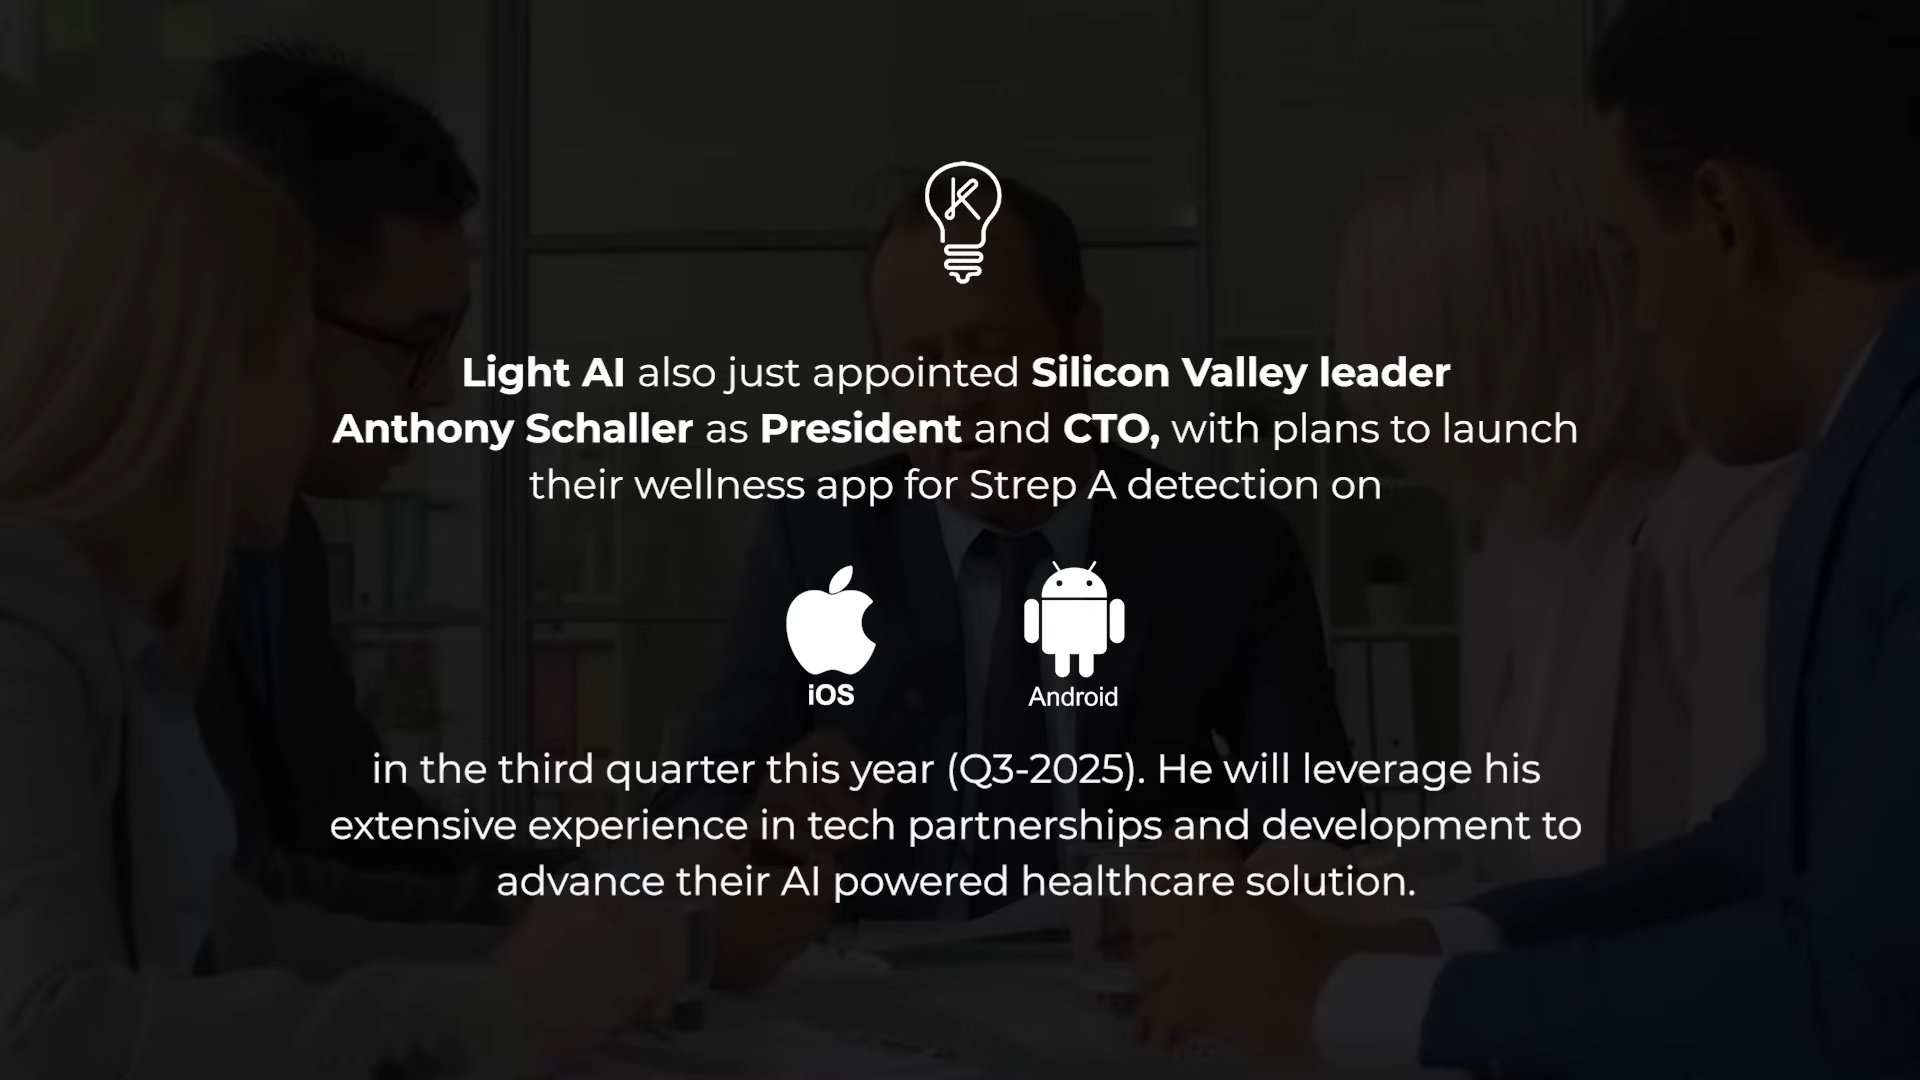 K
Light AI also just appointed Silicon Valley leader
Anthony Schaller as President and CTO, with plans to launch
their wellness app for Strep A detection on
iOS
Android
in the third quarter this year (Q3-2025). He will leverage his
extensive experience in tech partnerships and development to
advance their AI powered healthcare solution.